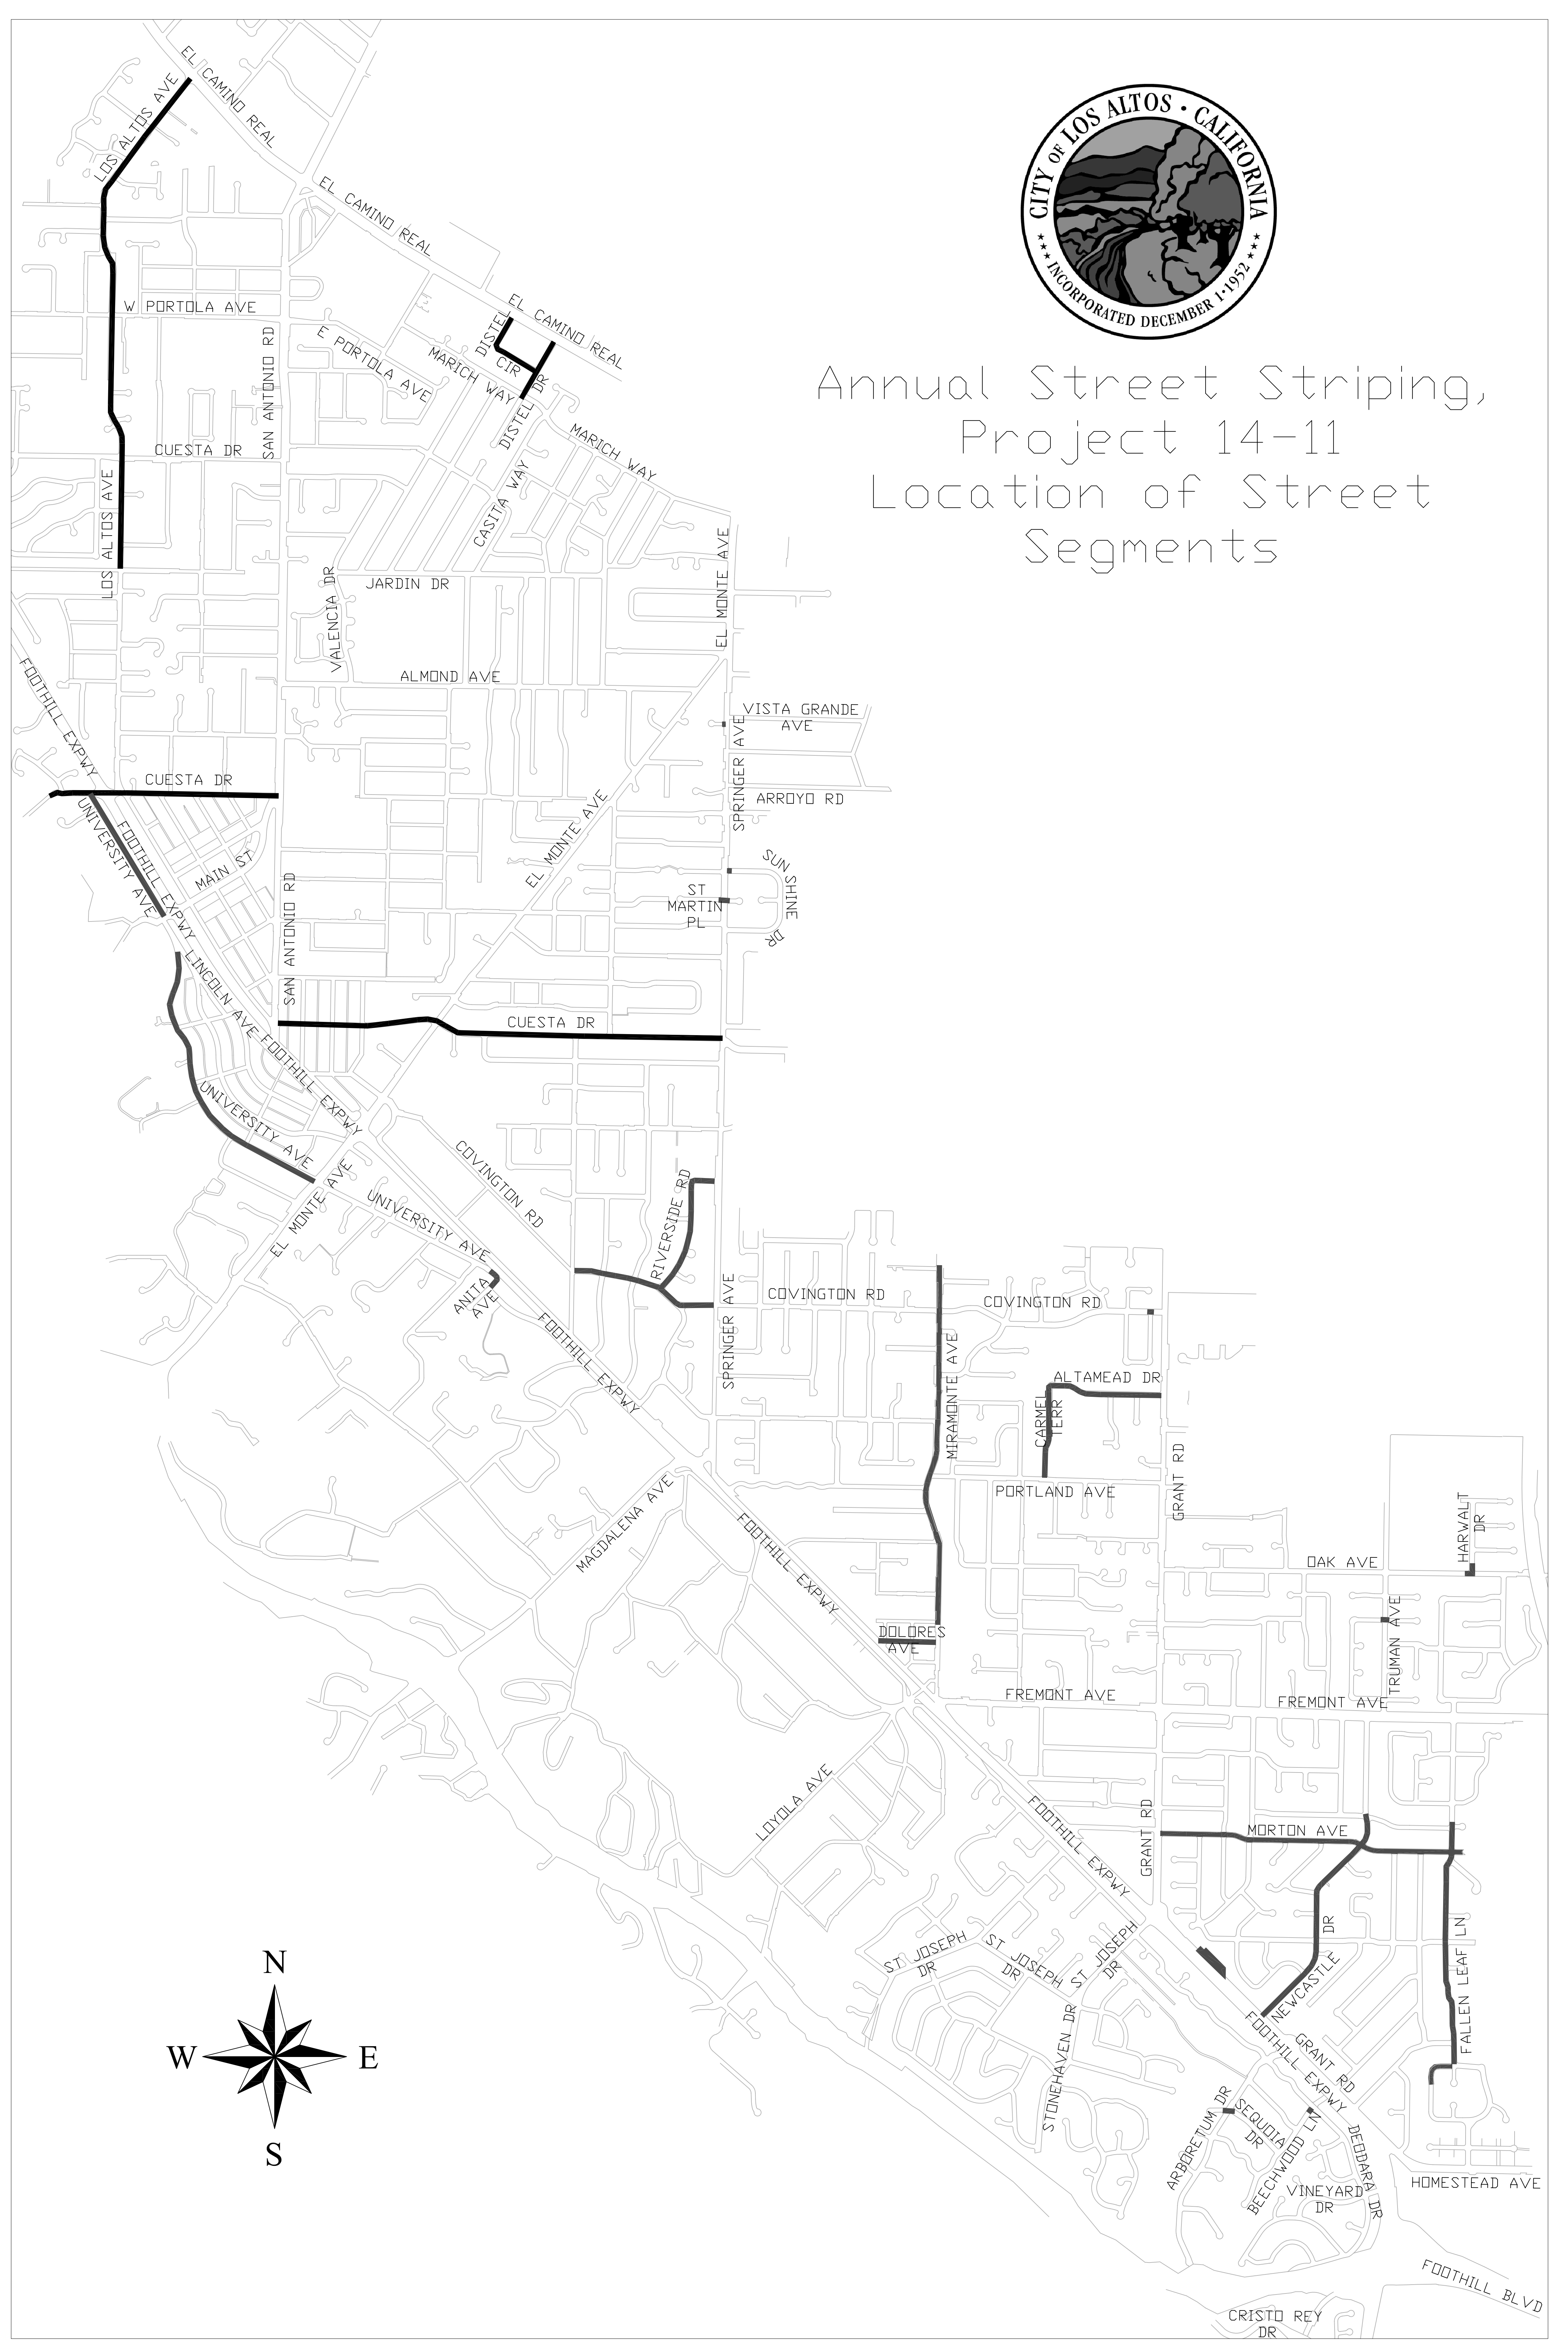 CITY OF LOS ALTOS • CALIFORNIA
INCORPORATED DECEMBER 1•1952
Annual Street Striping,
Project 14-11
Location of Street
Segments
EL CAMINO REAL
LOS ALTOS AVE
EL CAMINO REAL
EL CAMINO REAL
W PORTOLA AVE
SAN ANTONIO RD
E PORTOLA AVE
MARICH WAY
DISTEL
CIR
DISTEL DR
MARICH WAY
CUESTA DR
CASITA WAY
LOS ALTOS AVE
EL MONTE AVE
VALENCIA DR
JARDIN DR
FOOTHILL EXPWY
ALMOND AVE
VISTA GRANDE
AVE
SPRINGER AVE
CUESTA DR
ARROYO RD
UNIVERSITY AVE
FOOTHILL EXPWY
MAIN ST
EL MONTE AVE
SUN
SHINE
DR
ST
MARTIN
PL
SAN ANTONIO RD
LINCOLN AVE
CUESTA DR
FOOTHILL EXPWY
UNIVERSITY AVE
COVINGTON RD
EL MONTE AVE
UNIVERSITY AVE
RIVERSIDE RD
ANITA
AVE
SPRINGER AVE
COVINGTON RD
COVINGTON RD
FOOTHILL EXPWY
MIRAMONTE AVE
ALTAMEAD DR
CARMEL
TERR
GRANT RD
PORTLAND AVE
MAGDALENA AVE
FOOTHILL EXPWY
HARWALT
DR
OAK AVE
TRUMAN AVE
DOLORES
AVE
FREMONT AVE
FREMONT AVE
LOYOLA AVE
FOOTHILL EXPWY
GRANT RD
MORTON AVE
NEWCASTLE
DR
FALLEN LEAF LN
ST JOSEPH
DR
ST JOSEPH
DR
ST JOSEPH
DR
STONEHAVEN DR
FOOTHILL EXPWY
GRANT RD
ARBORETUM DR
SEQUOIA
DR
BEECHWOOD LN
DEODARA DR
VINEYARD
DR
HOMESTEAD AVE
FOOTHILL BLVD
CRISTO REY
DR
N
W
E
S